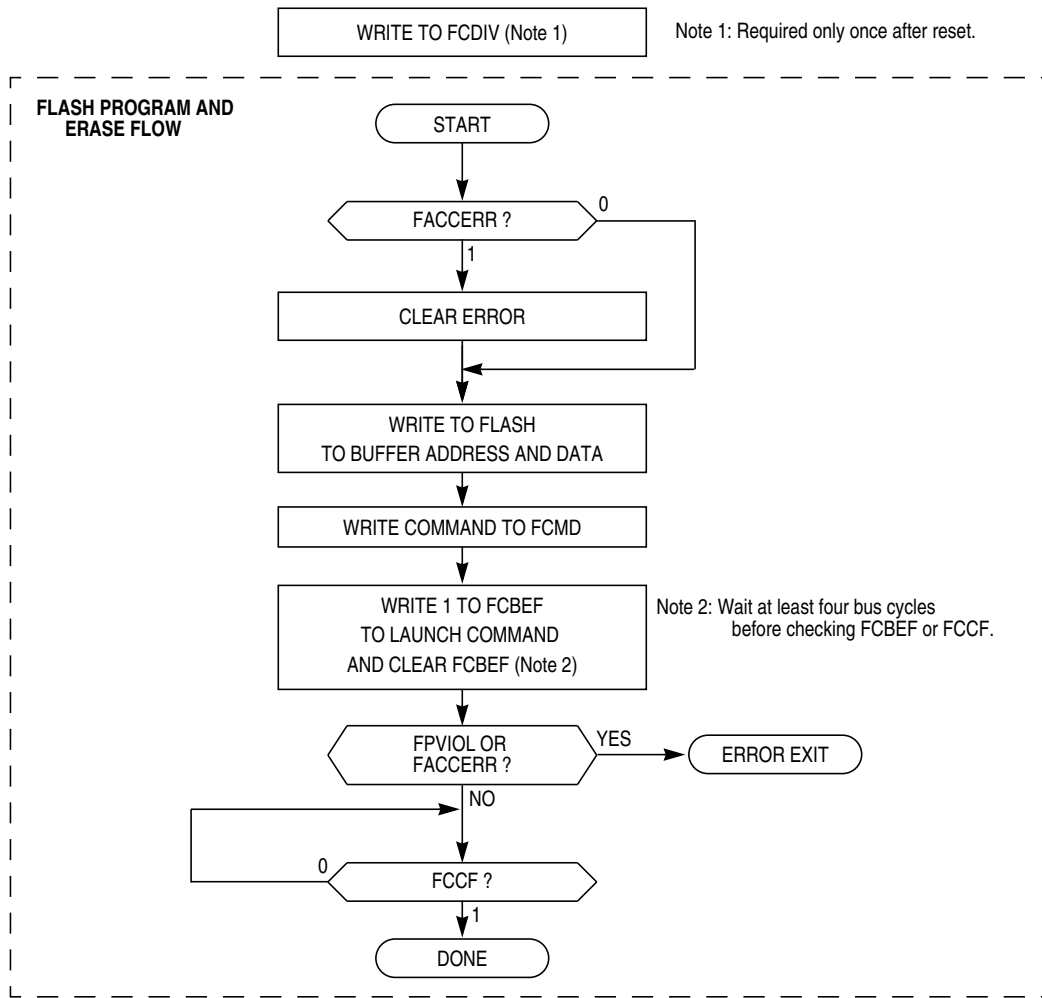 WRITE TO FCDIV (Note 1)
Note 1: Required only once after reset.
FLASH PROGRAM AND
ERASE FLOW
START
FACCERR ?
0
1
CLEAR ERROR
WRITE TO FLASH
TO BUFFER ADDRESS AND DATA
WRITE COMMAND TO FCMD
WRITE 1 TO FCBEF
TO LAUNCH COMMAND
AND CLEAR FCBEF (Note 2)
Note 2: Wait at least four bus cycles
before checking FCBEF or FCCF.
FPVIOL OR
FACCERR ?
YES
ERROR EXIT
NO
0
FCCF ?
1
DONE